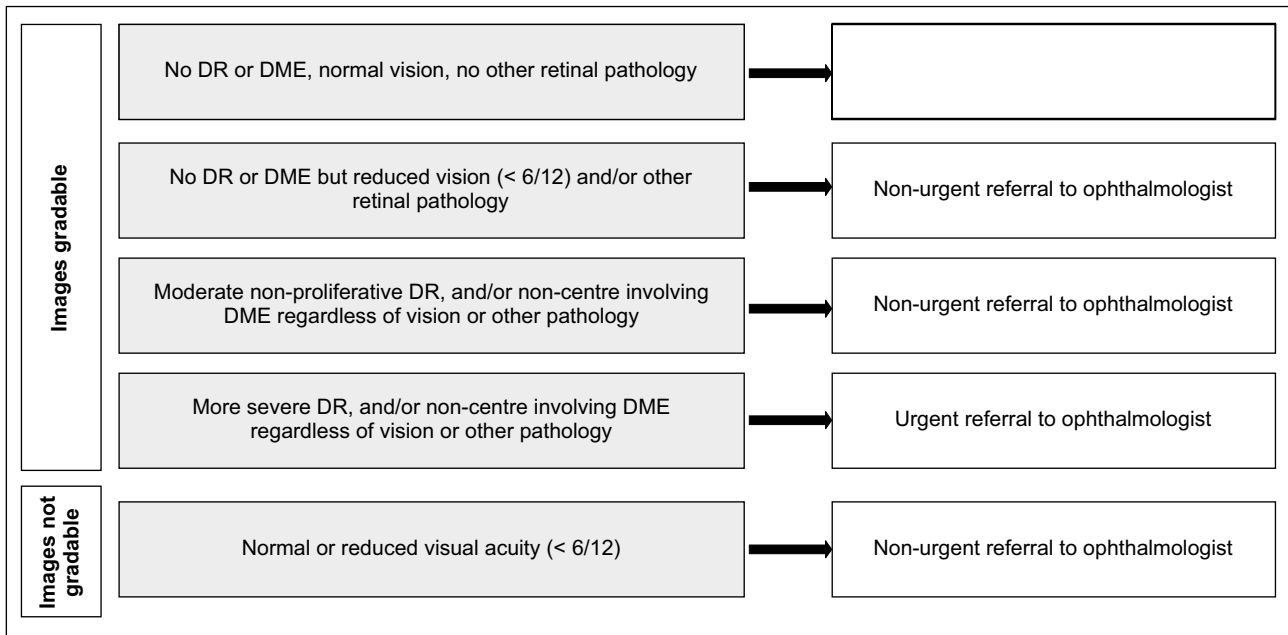 Images gradable
No DR or DME, normal vision, no other retinal pathology
No DR or DME but reduced vision (< 6/12) and/or other
retinal pathology
Non-urgent referral to ophthalmologist
Moderate non-proliferative DR, and/or non-centre involving
DME regardless of vision or other pathology
Non-urgent referral to ophthalmologist
More severe DR, and/or non-centre involving DME
regardless of vision or other pathology
Urgent referral to ophthalmologist
Images not
gradable
Normal or reduced visual acuity (< 6/12)
Non-urgent referral to ophthalmologist